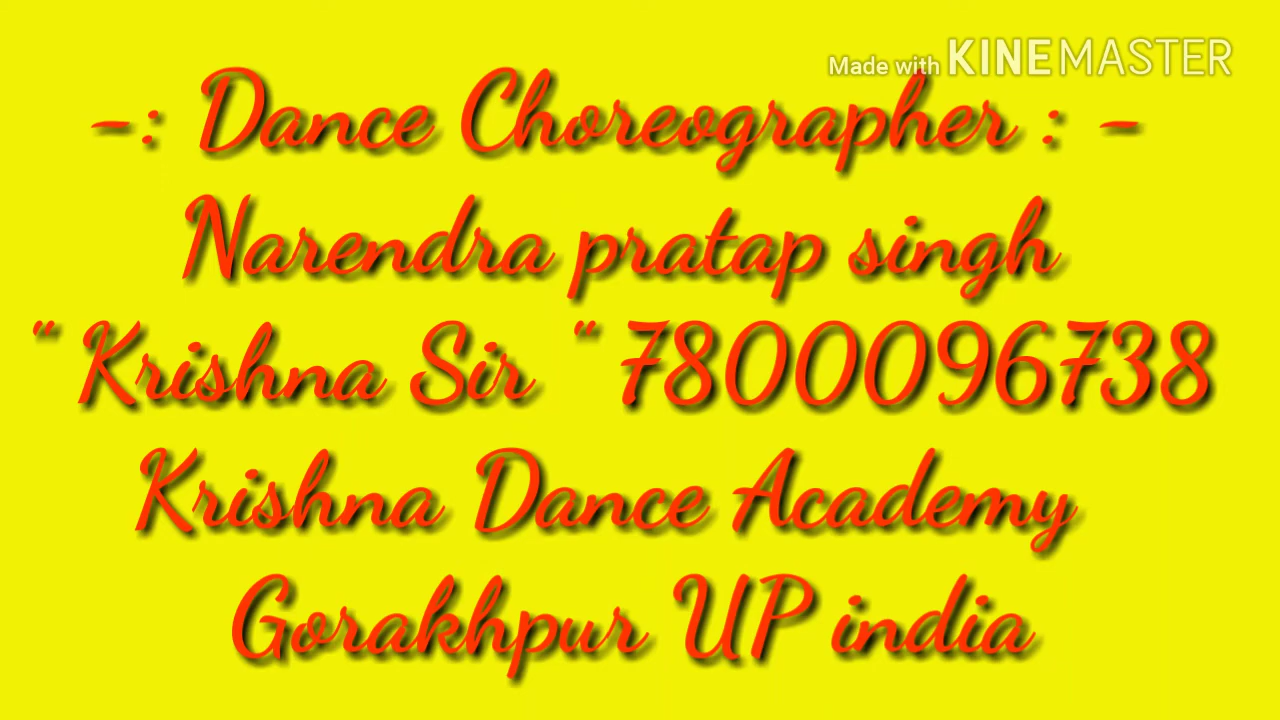 Made with KINEMASTER
-: Dance Choreographer : -
Narendra pratap singh
" Krishna Sir " 7800096738
Krishna Dance Academy
Gorakhpur UP india